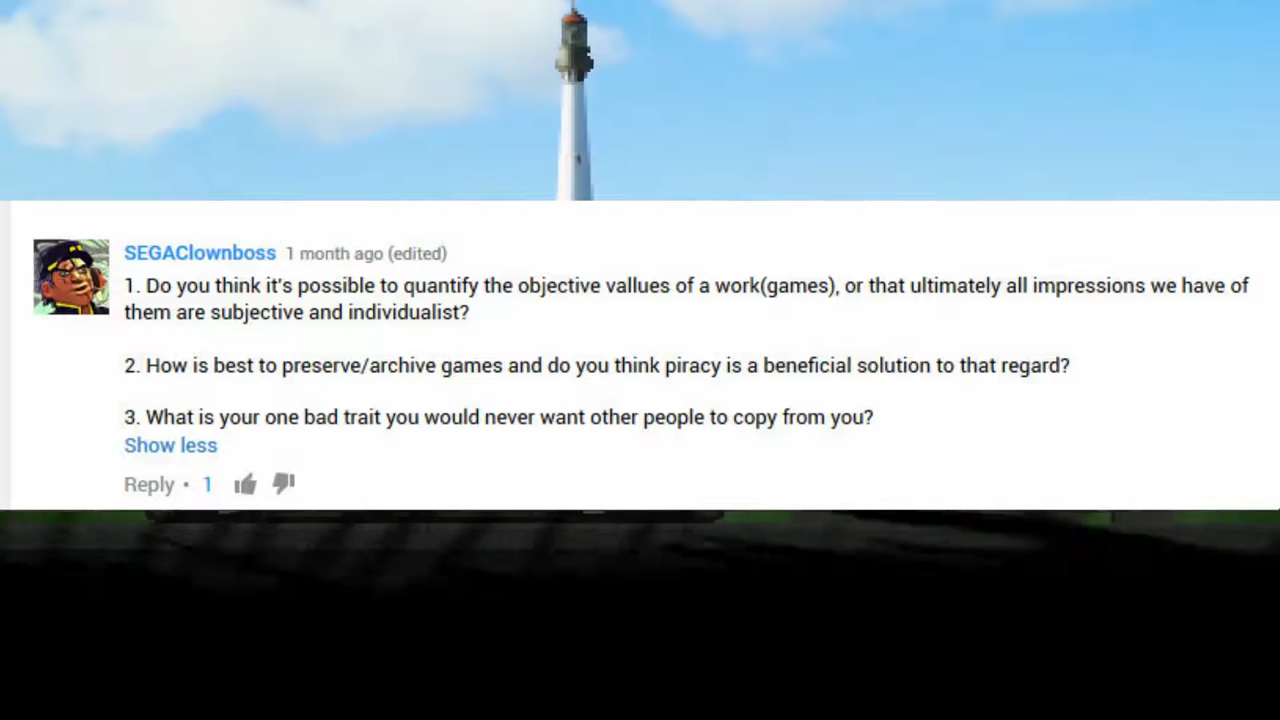 SEGAClownboss 1 month ago (edited)
1. Do you think it's possible to quantify the objective vallues of a work(games), or that ultimately all impressions we have of
them are subjective and individualist?
2. How is best to preserve/archive games and do you think piracy is a beneficial solution to that regard?
3. What is your one bad trait you would never want other people to copy from you?
Show less
Reply • 1